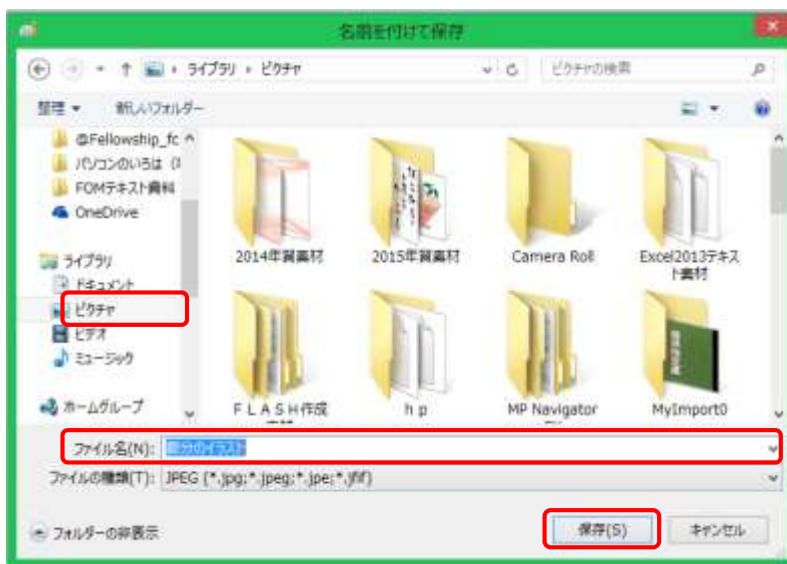 名前を付けて保存
ライブラリ ▸ ピクチャ
ピクチャの検索
整理 ▼ 新しいフォルダー
@Fellowship_fc
パソコンのいろは
FOMテキスト資料
OneDrive
ライブラリ
ドキュメント
ピクチャ
ビデオ
ミュージック
ホームグループ
2014年賀素材
2015年賀素材
Camera Roll
Excel2013テキス
ト素材
ＦＬＡＳＨ作成
ｈｐ
MP Navigator
MyImport0
ファイル名(N):
のイラスト
ファイルの種類(T): JPEG (*.jpg;*.jpeg;*.jpe;*.jfif)
フォルダーの非表示
保存(S)
キャンセル